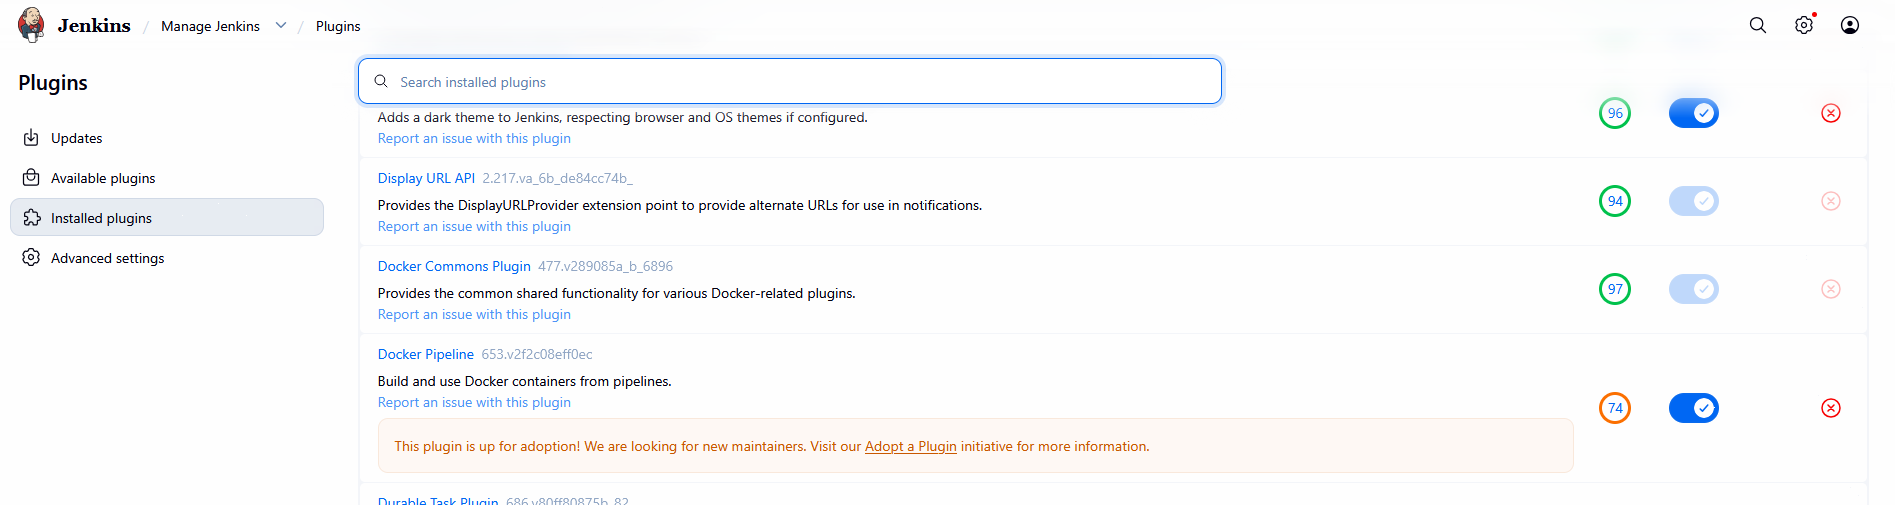 Jenkins / Manage Jenkins / Plugins
Plugins
Search installed plugins
Updates
Available plugins
Installed plugins
Advanced settings
Adds a dark theme to Jenkins, respecting browser and OS themes if configured.
Report an issue with this plugin
96
Display URL API 2.217.va_6b_de84cc74b_
Provides the DisplayURLProvider extension point to provide alternate URLs for use in notifications.
Report an issue with this plugin
94
Docker Commons Plugin 477.v289085a_b_6896
Provides the common shared functionality for various Docker-related plugins.
Report an issue with this plugin
97
Docker Pipeline 653.v2f2c08eff0ec
Build and use Docker containers from pipelines.
Report an issue with this plugin
74
This plugin is up for adoption! We are looking for new maintainers. Visit our Adopt a Plugin initiative for more information.
Durable Task Plugin 686.v80ff80875b_82